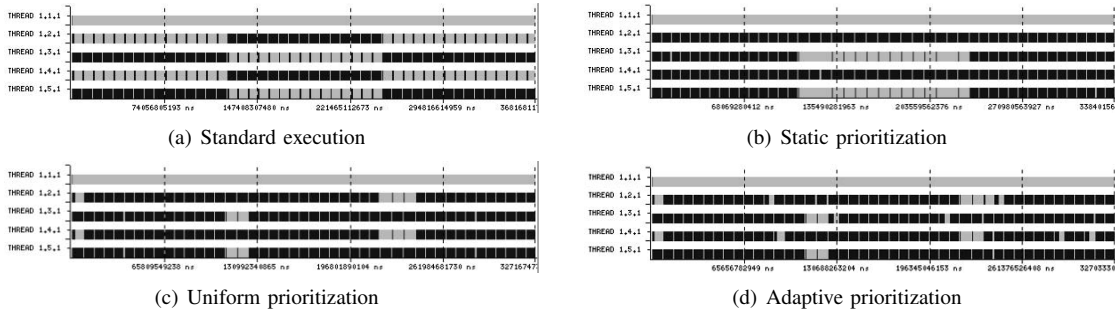 THREAD 1.1.1
THREAD 1.2.1
THREAD 1.3.1
THREAD 1.4.1
THREAD 1.5.1
74056805193 ns 147408307480 ns 221465112673 ns 294816614959 ns 368168117
(a) Standard execution
THREAD 1.1.1
THREAD 1.2.1
THREAD 1.3.1
THREAD 1.4.1
THREAD 1.5.1
68069280412 ns 135490281963 ns 203559562376 ns 270980563927 ns 33840156
(b) Static prioritization
THREAD 1.1.1
THREAD 1.2.1
THREAD 1.3.1
THREAD 1.4.1
THREAD 1.5.1
65809549238 ns 130992340865 ns 196801890104 ns 261984681730 ns 327167473
(c) Uniform prioritization
THREAD 1.1.1
THREAD 1.2.1
THREAD 1.3.1
THREAD 1.4.1
THREAD 1.5.1
65656782949 ns 130688263204 ns 196345046153 ns 261376526408 ns 32703330
(d) Adaptive prioritization